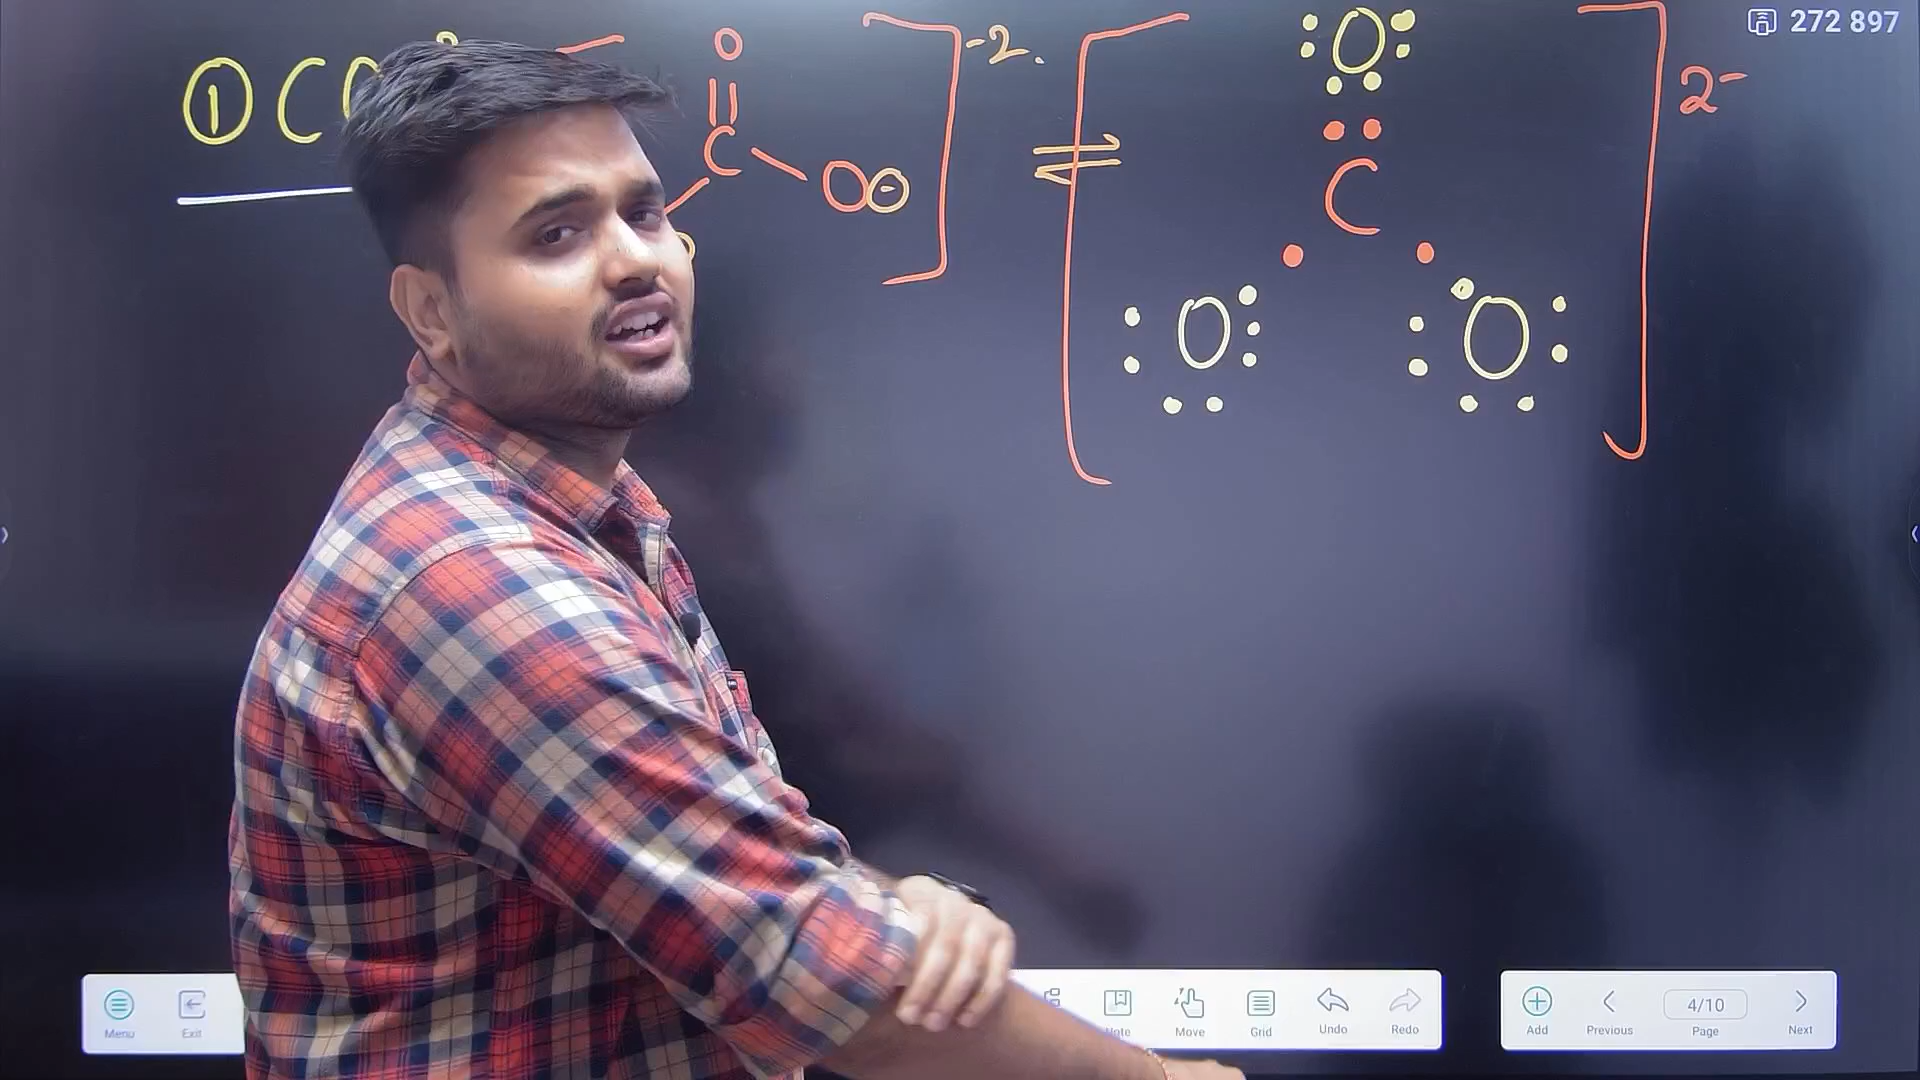 272 897
① C
O
-2.
2-
C
O⊖
⇌
O
C
O
O
Menu
Exit
Note
Move
Grid
Undo
Redo
Add
Previous
4/10
Page
Next